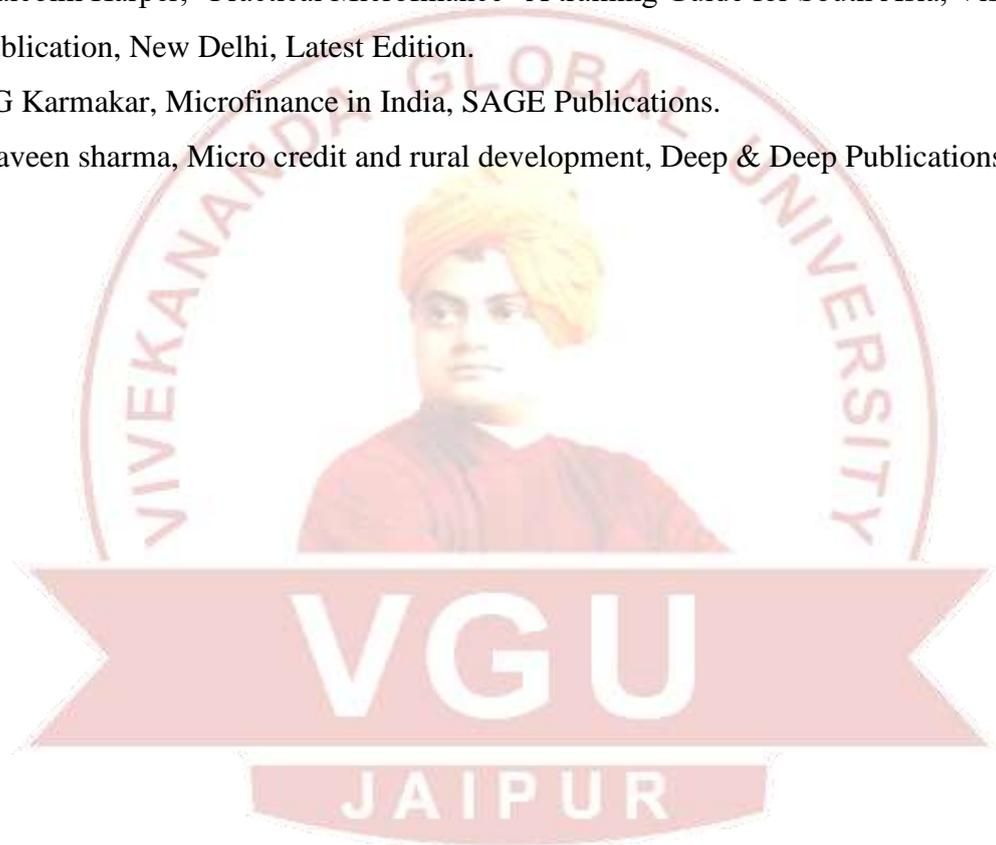 blication, New Delhi, Latest Edition.
G Karmakar, Microfinance in India, SAGE Publications.
aveen sharma, Micro credit and rural development, Deep & Deep Publications
VIVEKANANDA GLOBAL UNIVERSITY
VGU
JAIPUR